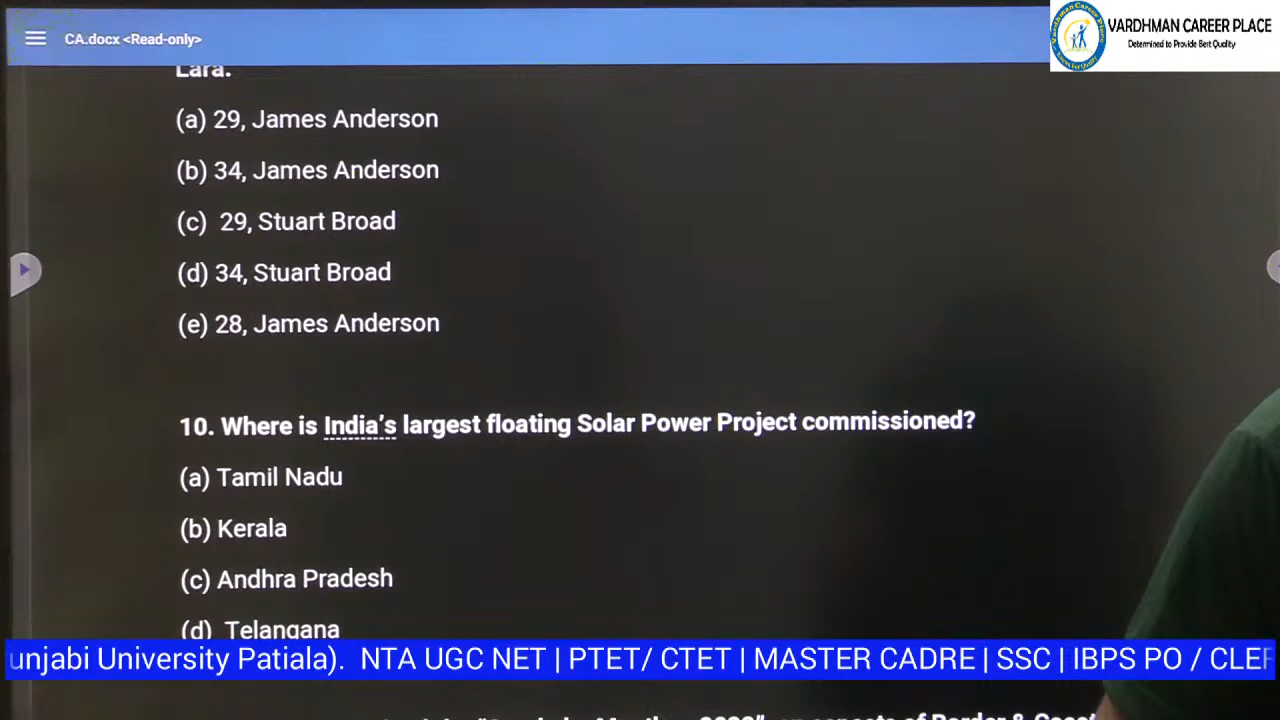 CA.docx <Read-only>
VARDHMAN CAREER PLACE
Determined to Provide Best Quality
Lara.
(a) 29, James Anderson
(b) 34, James Anderson
(c) 29, Stuart Broad
(d) 34, Stuart Broad
(e) 28, James Anderson
10. Where is India's largest floating Solar Power Project commissioned?
(a) Tamil Nadu
(b) Kerala
(c) Andhra Pradesh
(d) Telangana
unjabi University Patiala). NTA UGC NET | PTET/ CTET | MASTER CADRE | SSC | IBPS PO / CLE